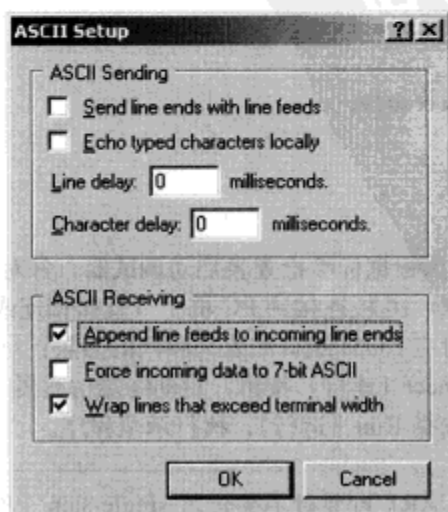 ASCII Setup
ASCII Sending
Send line ends with line feeds
Echo typed characters locally
Line delay: 0 milliseconds.
Character delay: 0 milliseconds.
ASCII Receiving
Append line feeds to incoming line ends
Force incoming data to 7-bit ASCII
Wrap lines that exceed terminal width
OK Cancel